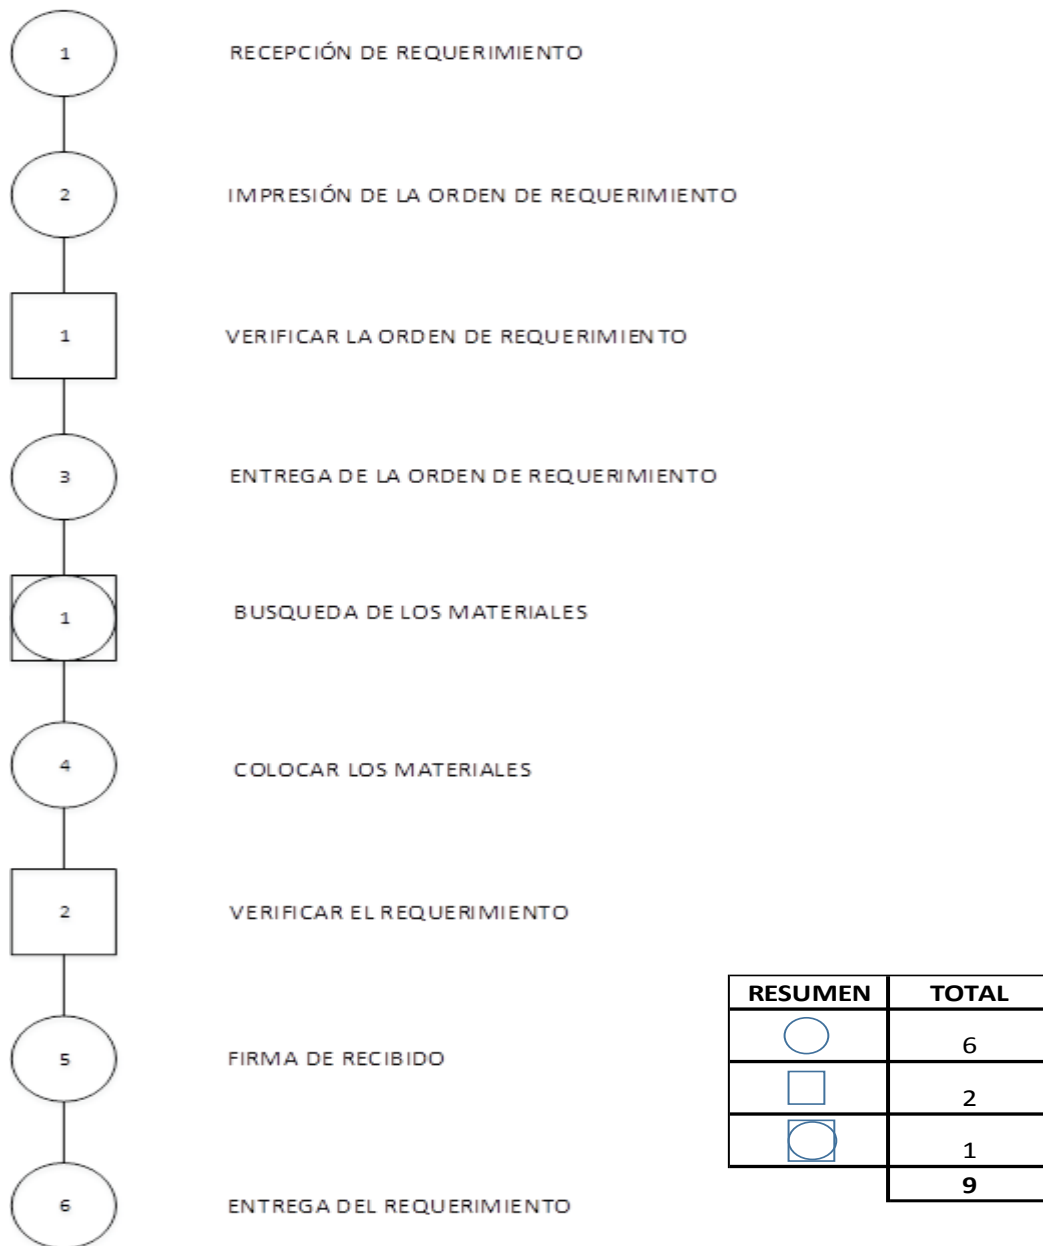 1 RECEPCIÓN DE REQUERIMIENTO
2 IMPRESIÓN DE LA ORDEN DE REQUERIMIENTO
1 VERIFICAR LA ORDEN DE REQUERIMIENTO
3 ENTREGA DE LA ORDEN DE REQUERIMIENTO
1 BUSQUEDA DE LOS MATERIALES
4 COLOCAR LOS MATERIALES
2 VERIFICAR EL REQUERIMIENTO
5 FIRMA DE RECIBIDO
6 ENTREGA DEL REQUERIMIENTO
RESUMEN TOTAL
6
2
1
9